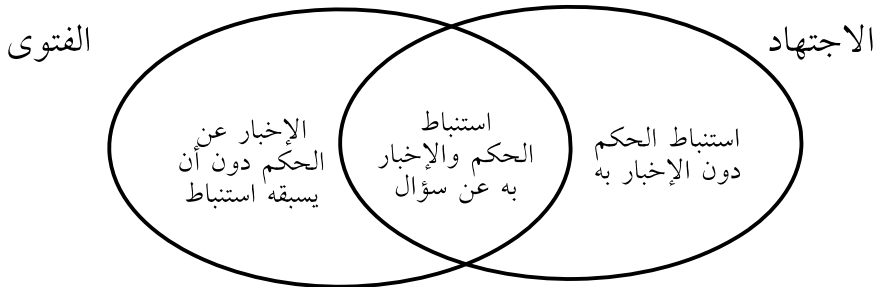 الاجتهاد
الفتوى
استنباط الحكم
دون الإخبار به
استنباط
الحكم والإخبار
به عن سؤال
الإخبار عن
الحكم دون أن
يسبقه استنباط